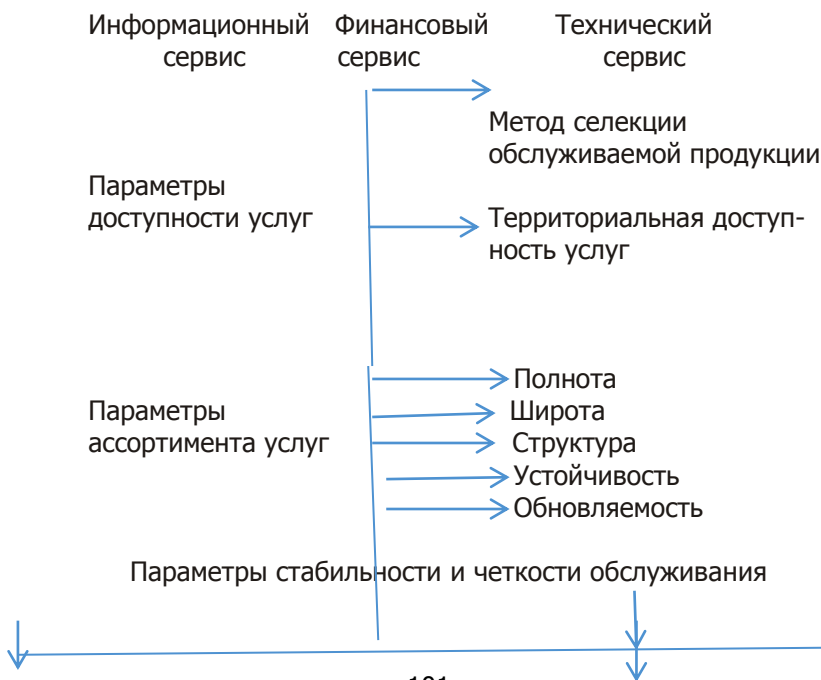 Информационный Финансовый Технический
сервис сервис сервис
Метод селекции
обслуживаемой продукции
Параметры
доступности услуг
Территориальная доступ-
ность услуг
Полнота
Параметры
Широта
ассортимента услуг
Структура
Устойчивость
Обновляемость
Параметры стабильности и четкости обслуживания